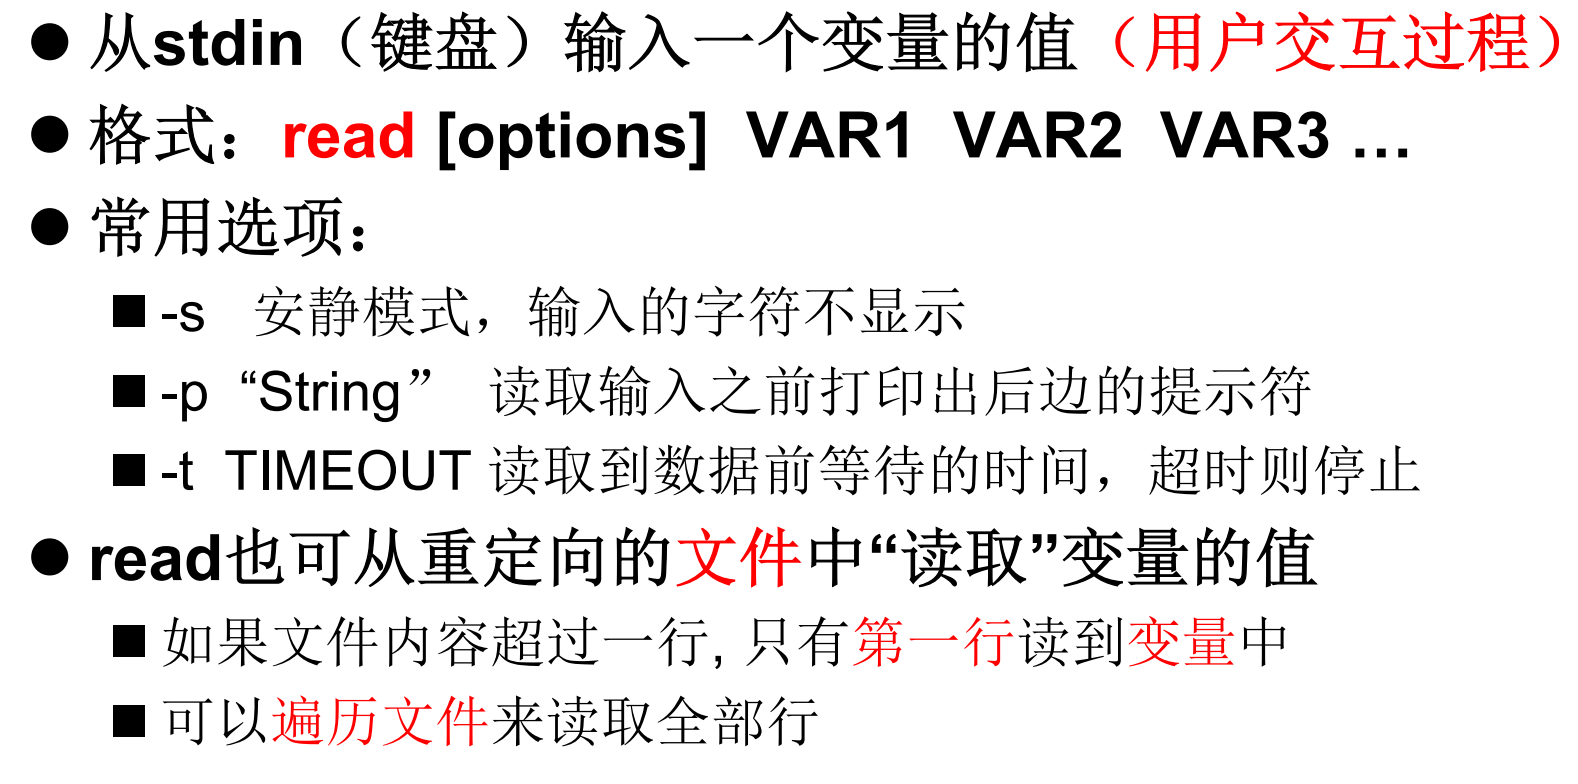 ● 从stdin（键盘）输入一个变量的值（用户交互过程）
● 格式：read [options] VAR1 VAR2 VAR3 …
● 常用选项：
■ -s 安静模式，输入的字符不显示
■ -p “String” 读取输入之前打印出后边的提示符
■ -t TIMEOUT 读取到数据前等待的时间，超时则停止
● read也可从重定向的文件中“读取”变量的值
■ 如果文件内容超过一行, 只有第一行读到变量中
■ 可以遍历文件来读取全部行